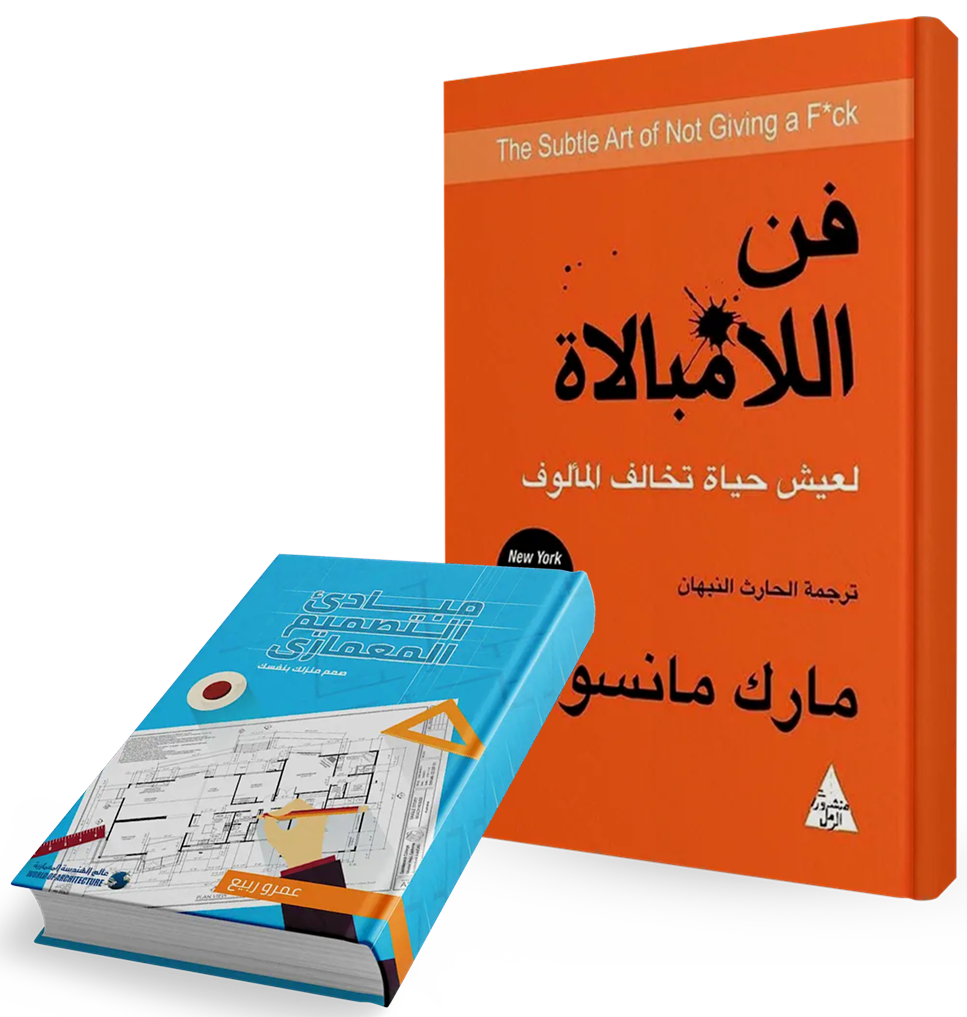 The Subtle Art of Not Giving a F*ck
فن
اللامبالاة
لعيش حياة تخالف المألوف
New York
ترجمة الحارث النبهان
مارك مانسو
منشورات
الرمل
مبادئ
التصميم
المعمارى
صمم منزلك بنفسك
عالم الهندسة المعمارية
WORLD OF ARCHITECTURE
عمرو ربيع